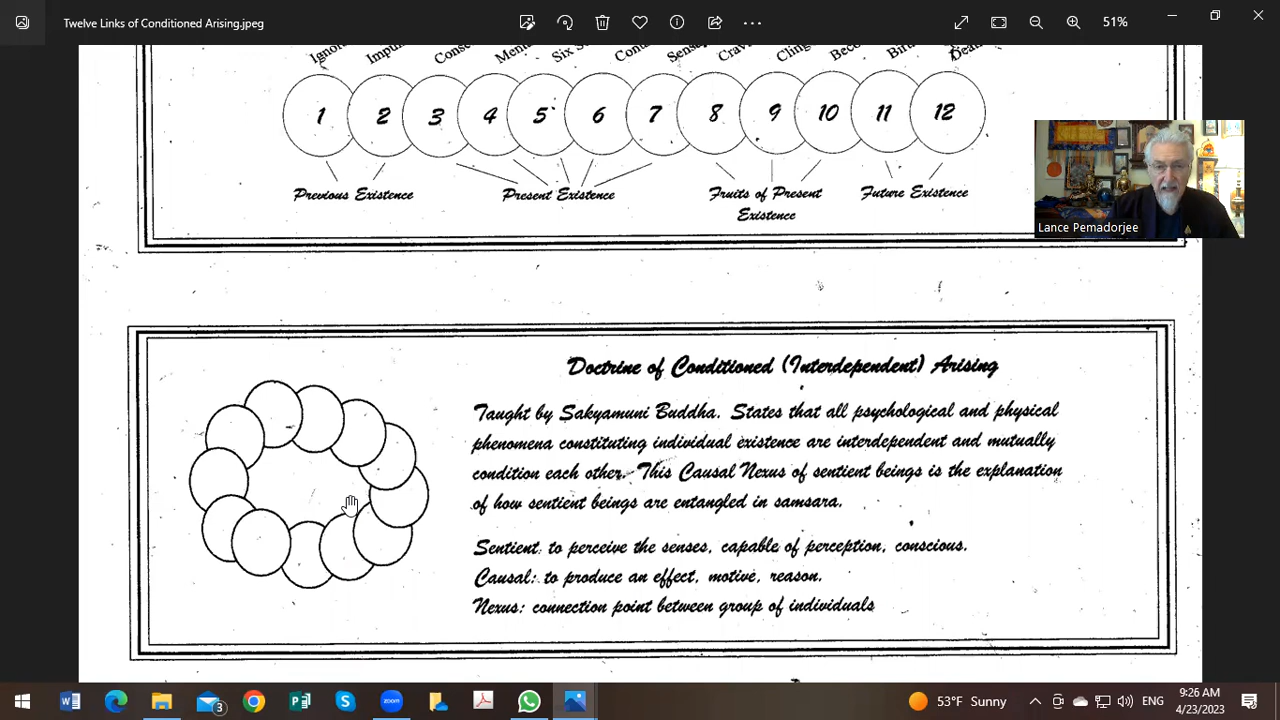 Twelve Links of Conditioned Arising.jpeg
51%
1 2 3 4 5 6 7 8 9 10 11 12
Previous Existence Present Existence Fruits of Present Existence Future Existence
Lance Pemadorjee
Doctrine of Conditioned (Interdependent) Arising
Taught by Sakyamuni Buddha. States that all psychological and physical
phenomena constituting individual existence are interdependent and mutually
condition each other. This Causal Nexus of sentient beings is the explanation
of how sentient beings are entangled in samsara.
Sentient: to perceive the senses, capable of perception, conscious.
Causal: to produce an effect, motive, reason.
Nexus: connection point between group of individuals
3
zoom
53°F Sunny
ENG
9:26 AM
4/23/2023